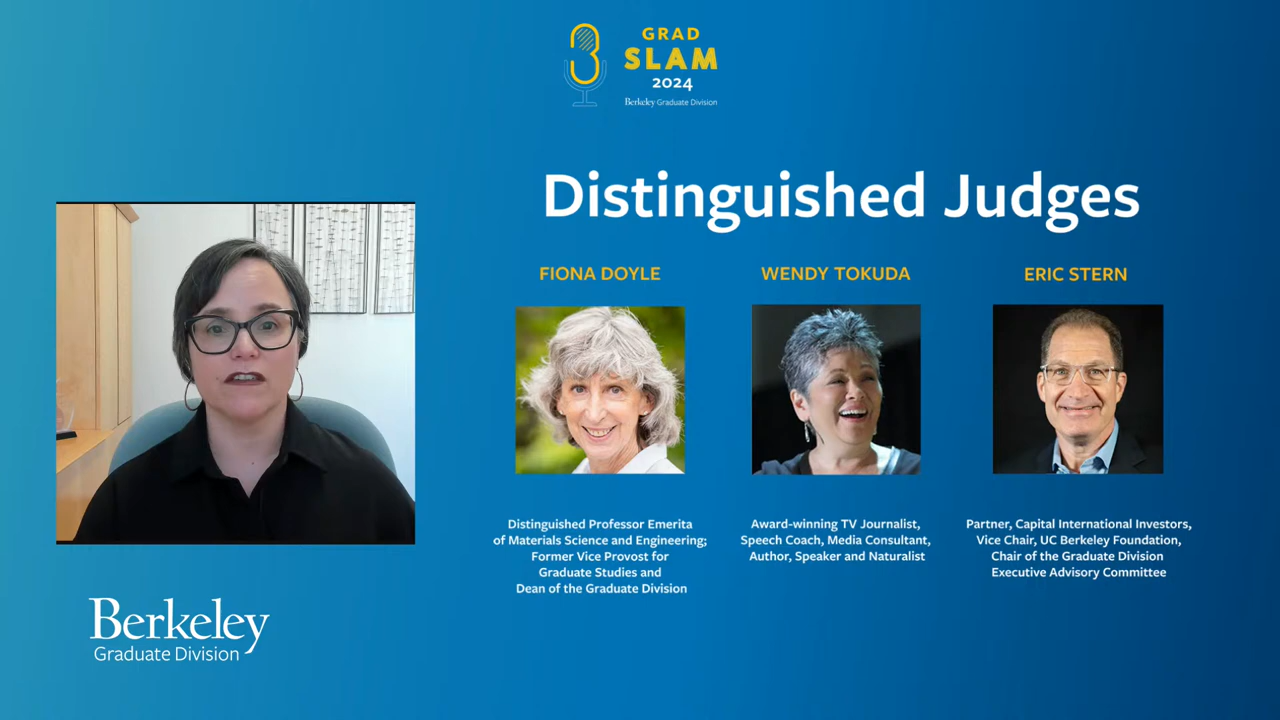 GRAD
SLAM
2024
Berkeley Graduate Division
Distinguished Judges
FIONA DOYLE
Distinguished Professor Emerita
of Materials Science and Engineering;
Former Vice Provost for
Graduate Studies and
Dean of the Graduate Division
WENDY TOKUDA
Award-winning TV Journalist,
Speech Coach, Media Consultant,
Author, Speaker and Naturalist
ERIC STERN
Partner, Capital International Investors,
Vice Chair, UC Berkeley Foundation,
Chair of the Graduate Division
Executive Advisory Committee
Berkeley
Graduate Division